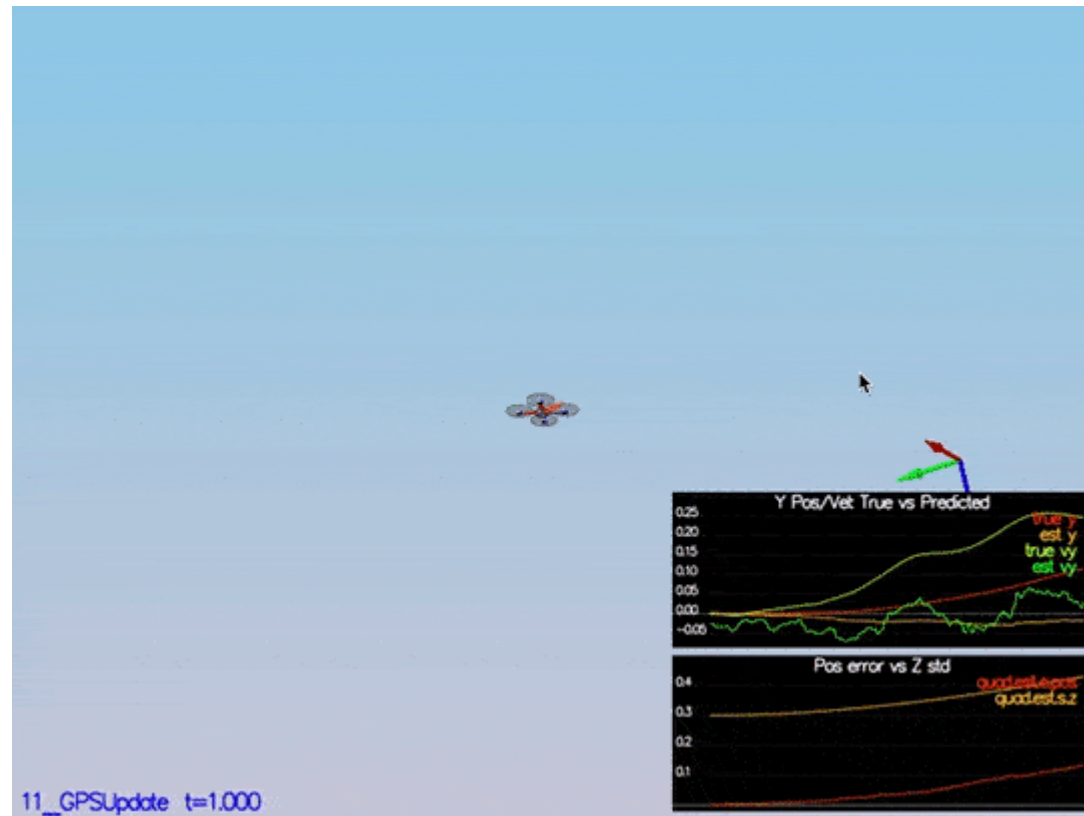 Y Pos/Vel True vs Predicted
0.25
0.20
0.15
0.10
0.05
0.00
-0.05
true y
est y
true vy
est vy
Pos error vs Z std
0.4
0.3
0.2
0.1
quad.est.e.pos
quad.est.s.z
11_GPSUpdate t=1.000